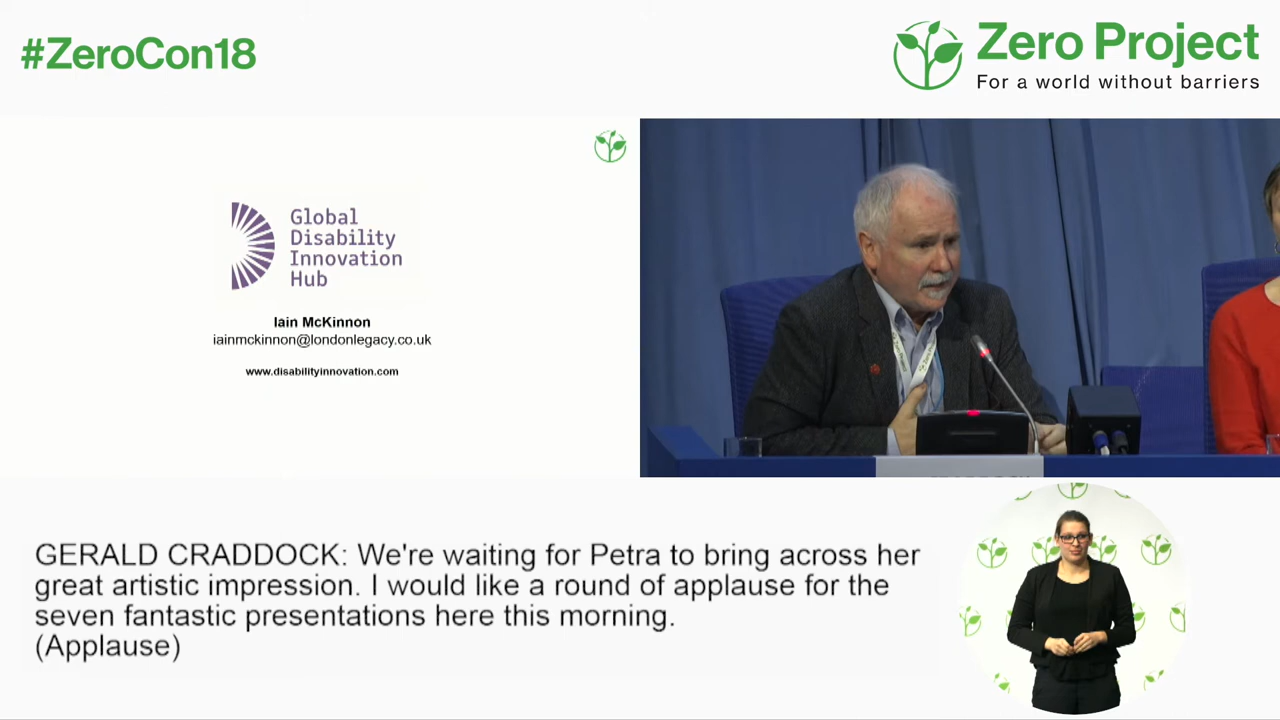 #ZeroCon18
Zero Project
For a world without barriers
Global
Disability
Innovation
Hub
Iain McKinnon
iainmckinnon@londonlegacy.co.uk
www.disabilityinnovation.com
GERALD CRADDOCK: We're waiting for Petra to bring across her
great artistic impression. I would like a round of applause for the
seven fantastic presentations here this morning.
(Applause)